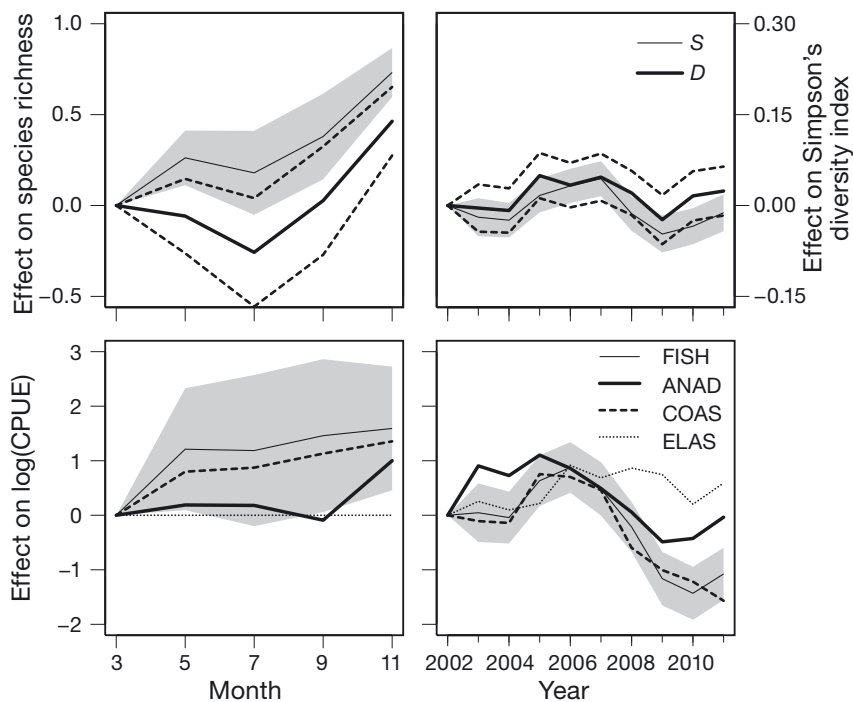 Effect on species richness
1.0
0.5
0.0
−0.5
S
D
0.30
0.15
0.00
−0.15
Effect on Simpson's
diversity index
Effect on log(CPUE)
3
2
1
0
−1
−2
FISH
ANAD
COAS
ELAS
3 5 7 9 11
Month
2002 2004 2006 2008 2010
Year